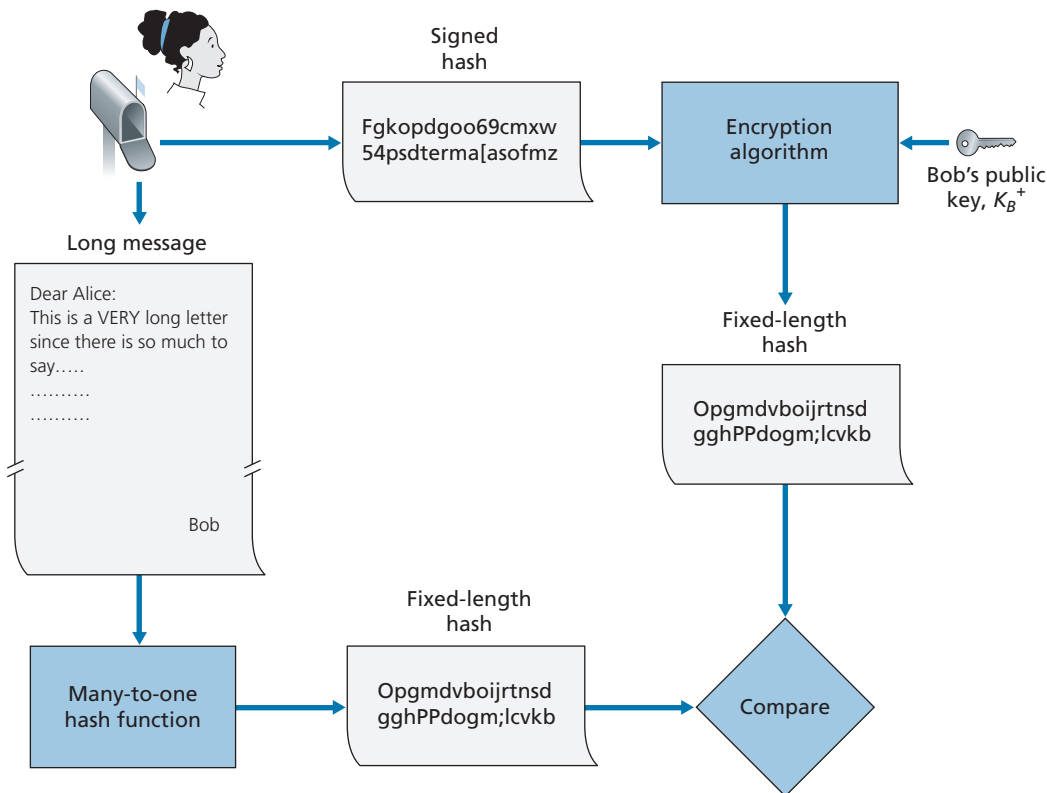 Signed
hash
Fgkopdgoo69cmxw
54psdterma[asofmz
Encryption
algorithm
Bob's public
key, K_B^+
Long message
Dear Alice:
This is a VERY long letter
since there is so much to
say.....
..........
..........
Bob
Fixed-length
hash
Opgmdvboijrtnsd
gghPPdogm;lcvkb
Many-to-one
hash function
Fixed-length
hash
Opgmdvboijrtnsd
gghPPdogm;lcvkb
Compare